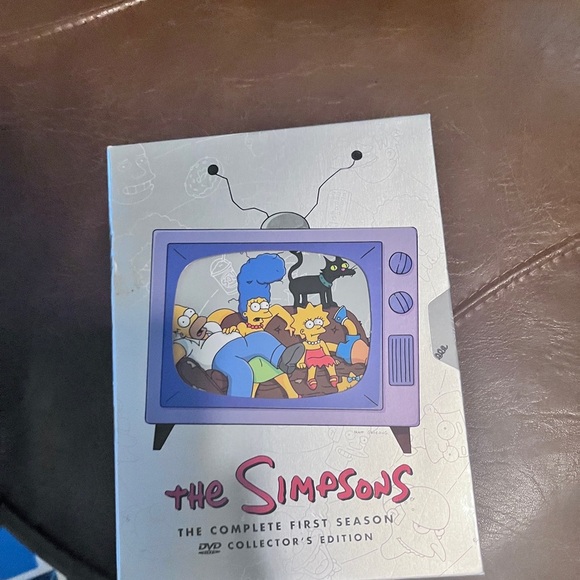 THE SIMPSONS
THE COMPLETE FIRST SEASON
DVD COLLECTOR'S EDITION